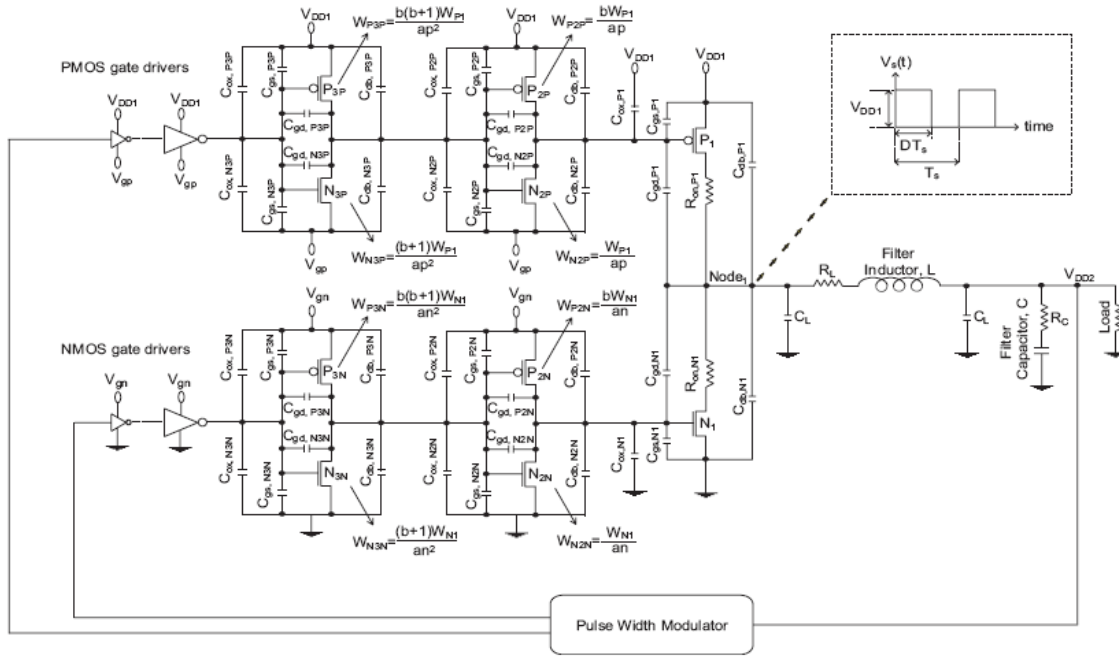 PMOS gate drivers
V_DD1
V_DD1
V_gp
V_gp
C_ox, P3P
C_gs, P3P
V_DD1
W_P3P = b(b+1)W_P1 / ap²
P_3P
C_gd, P3P
C_db, P3P
C_ox, N3P
C_gs, N3P
C_gd, N3P
N_3P
C_db, N3P
V_gp
W_N3P = (b+1)W_P1 / ap²
C_ox, P2P
C_gs, P2P
V_DD1
W_P2P = bW_P1 / ap
P_2P
C_gd, P2P
C_db, P2P
C_ox, N2P
C_gs, N2P
C_gd, N2P
N_2P
C_db, N2P
V_gp
W_N2P = W_P1 / ap
V_DD1
V_DD1
C_ox,P1
C_gs,P1
P_1
C_gd,P1
R_on,P1
C_db,P1
V_s(t)
V_DD1
time
DT_s
T_s
Node_1
R_L
Filter
Inductor, L
V_DD2
C_L
C_L
Filter
Capacitor, C
R_C
Load
NMOS gate drivers
V_gn
V_gn
C_ox, P3N
C_gs, P3N
V_gn
W_P3N = b(b+1)W_N1 / an²
P_3N
C_gd, P3N
C_db, P3N
C_ox, N3N
C_gs, N3N
C_gd, N3N
N_3N
C_db, N3N
W_N3N = (b+1)W_N1 / an²
C_ox, P2N
C_gs, P2N
V_gn
W_P2N = bW_N1 / an
P_2N
C_gd, P2N
C_db, P2N
C_ox, N2N
C_gs, N2N
C_gd, N2N
N_2N
C_db, N2N
W_N2N = W_N1 / an
C_gd,N1
R_on,N1
C_db,N1
N_1
C_ox,N1
C_gs,N1
Pulse Width Modulator